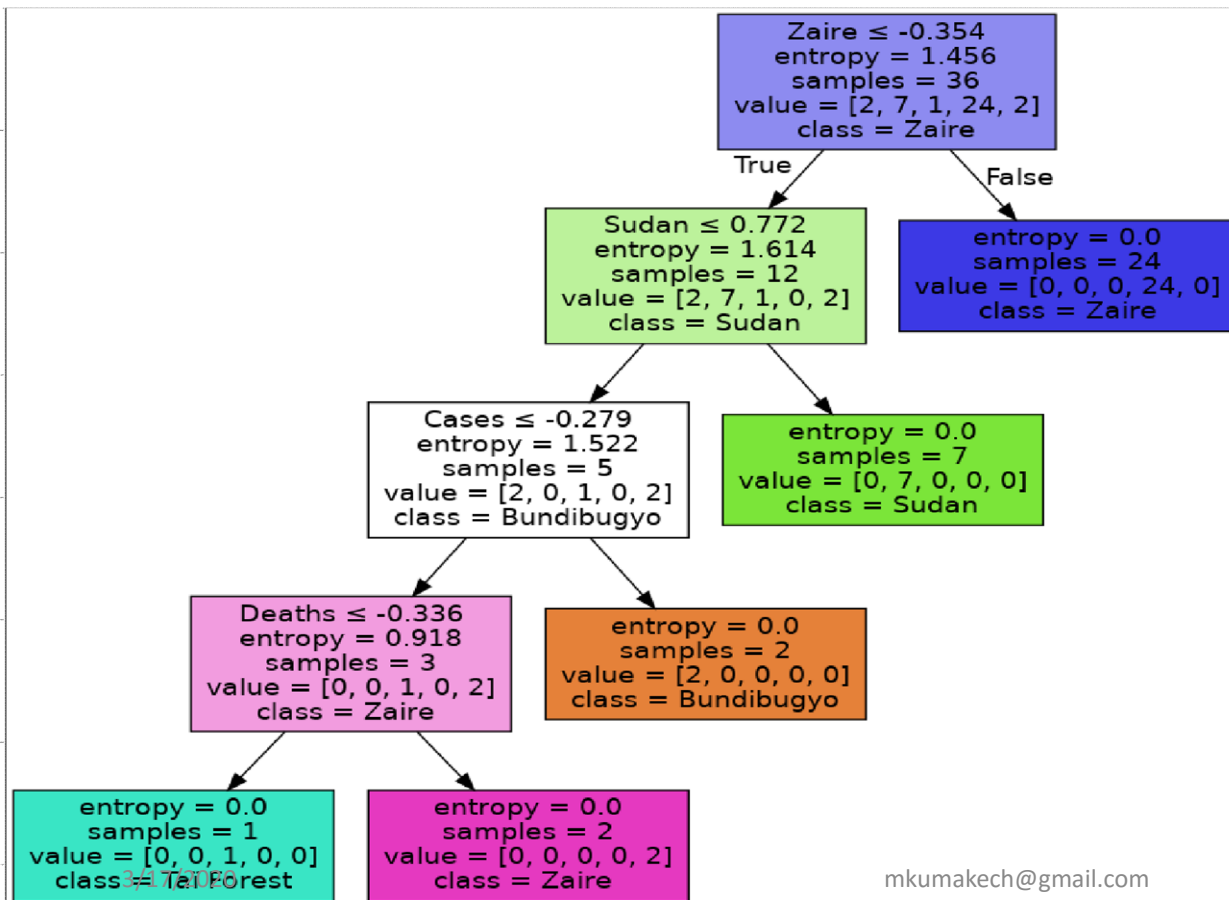 Zaire ≤ -0.354
entropy = 1.456
samples = 36
value = [2, 7, 1, 24, 2]
class = Zaire
True
False
Sudan ≤ 0.772
entropy = 1.614
samples = 12
value = [2, 7, 1, 0, 2]
class = Sudan
entropy = 0.0
samples = 24
value = [0, 0, 0, 24, 0]
class = Zaire
Cases ≤ -0.279
entropy = 1.522
samples = 5
value = [2, 0, 1, 0, 2]
class = Bundibugyo
entropy = 0.0
samples = 7
value = [0, 7, 0, 0, 0]
class = Sudan
Deaths ≤ -0.336
entropy = 0.918
samples = 3
value = [0, 0, 1, 0, 2]
class = Zaire
entropy = 0.0
samples = 2
value = [2, 0, 0, 0, 0]
class = Bundibugyo
entropy = 0.0
samples = 1
value = [0, 0, 1, 0, 0]
class = Tai Forest
entropy = 0.0
samples = 2
value = [0, 0, 0, 0, 2]
class = Zaire
3/17/2020
mkumakech@gmail.com